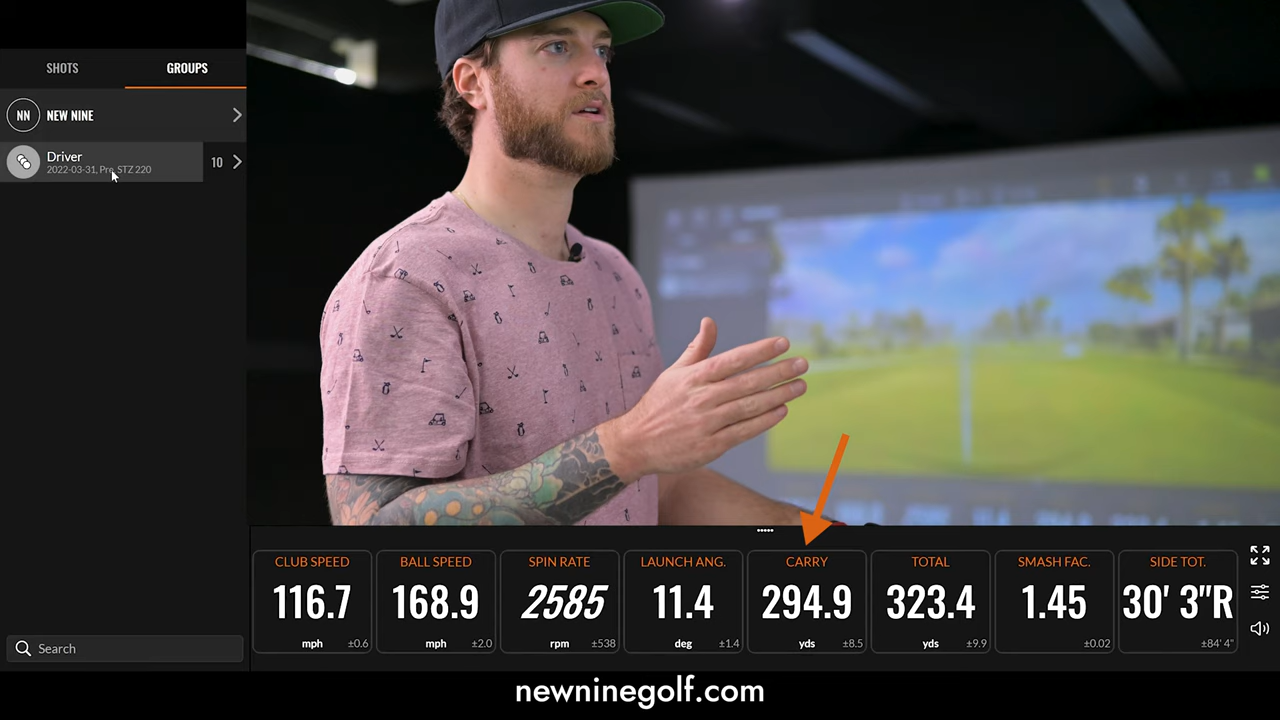 SHOTS GROUPS
NN NEW NINE
Driver
2022-03-31, Pre, STZ 220
10
Search
CLUB SPEED BALL SPEED SPIN RATE LAUNCH ANG. CARRY TOTAL SMASH FAC. SIDE TOT.
116.7 168.9 2585 11.4 294.9 323.4 1.45 30' 3"R
mph ±0.6 mph ±2.0 rpm ±538 deg ±1.4 yds ±8.5 yds ±9.9 ±0.02 ±84' 4"
newninegolf.com